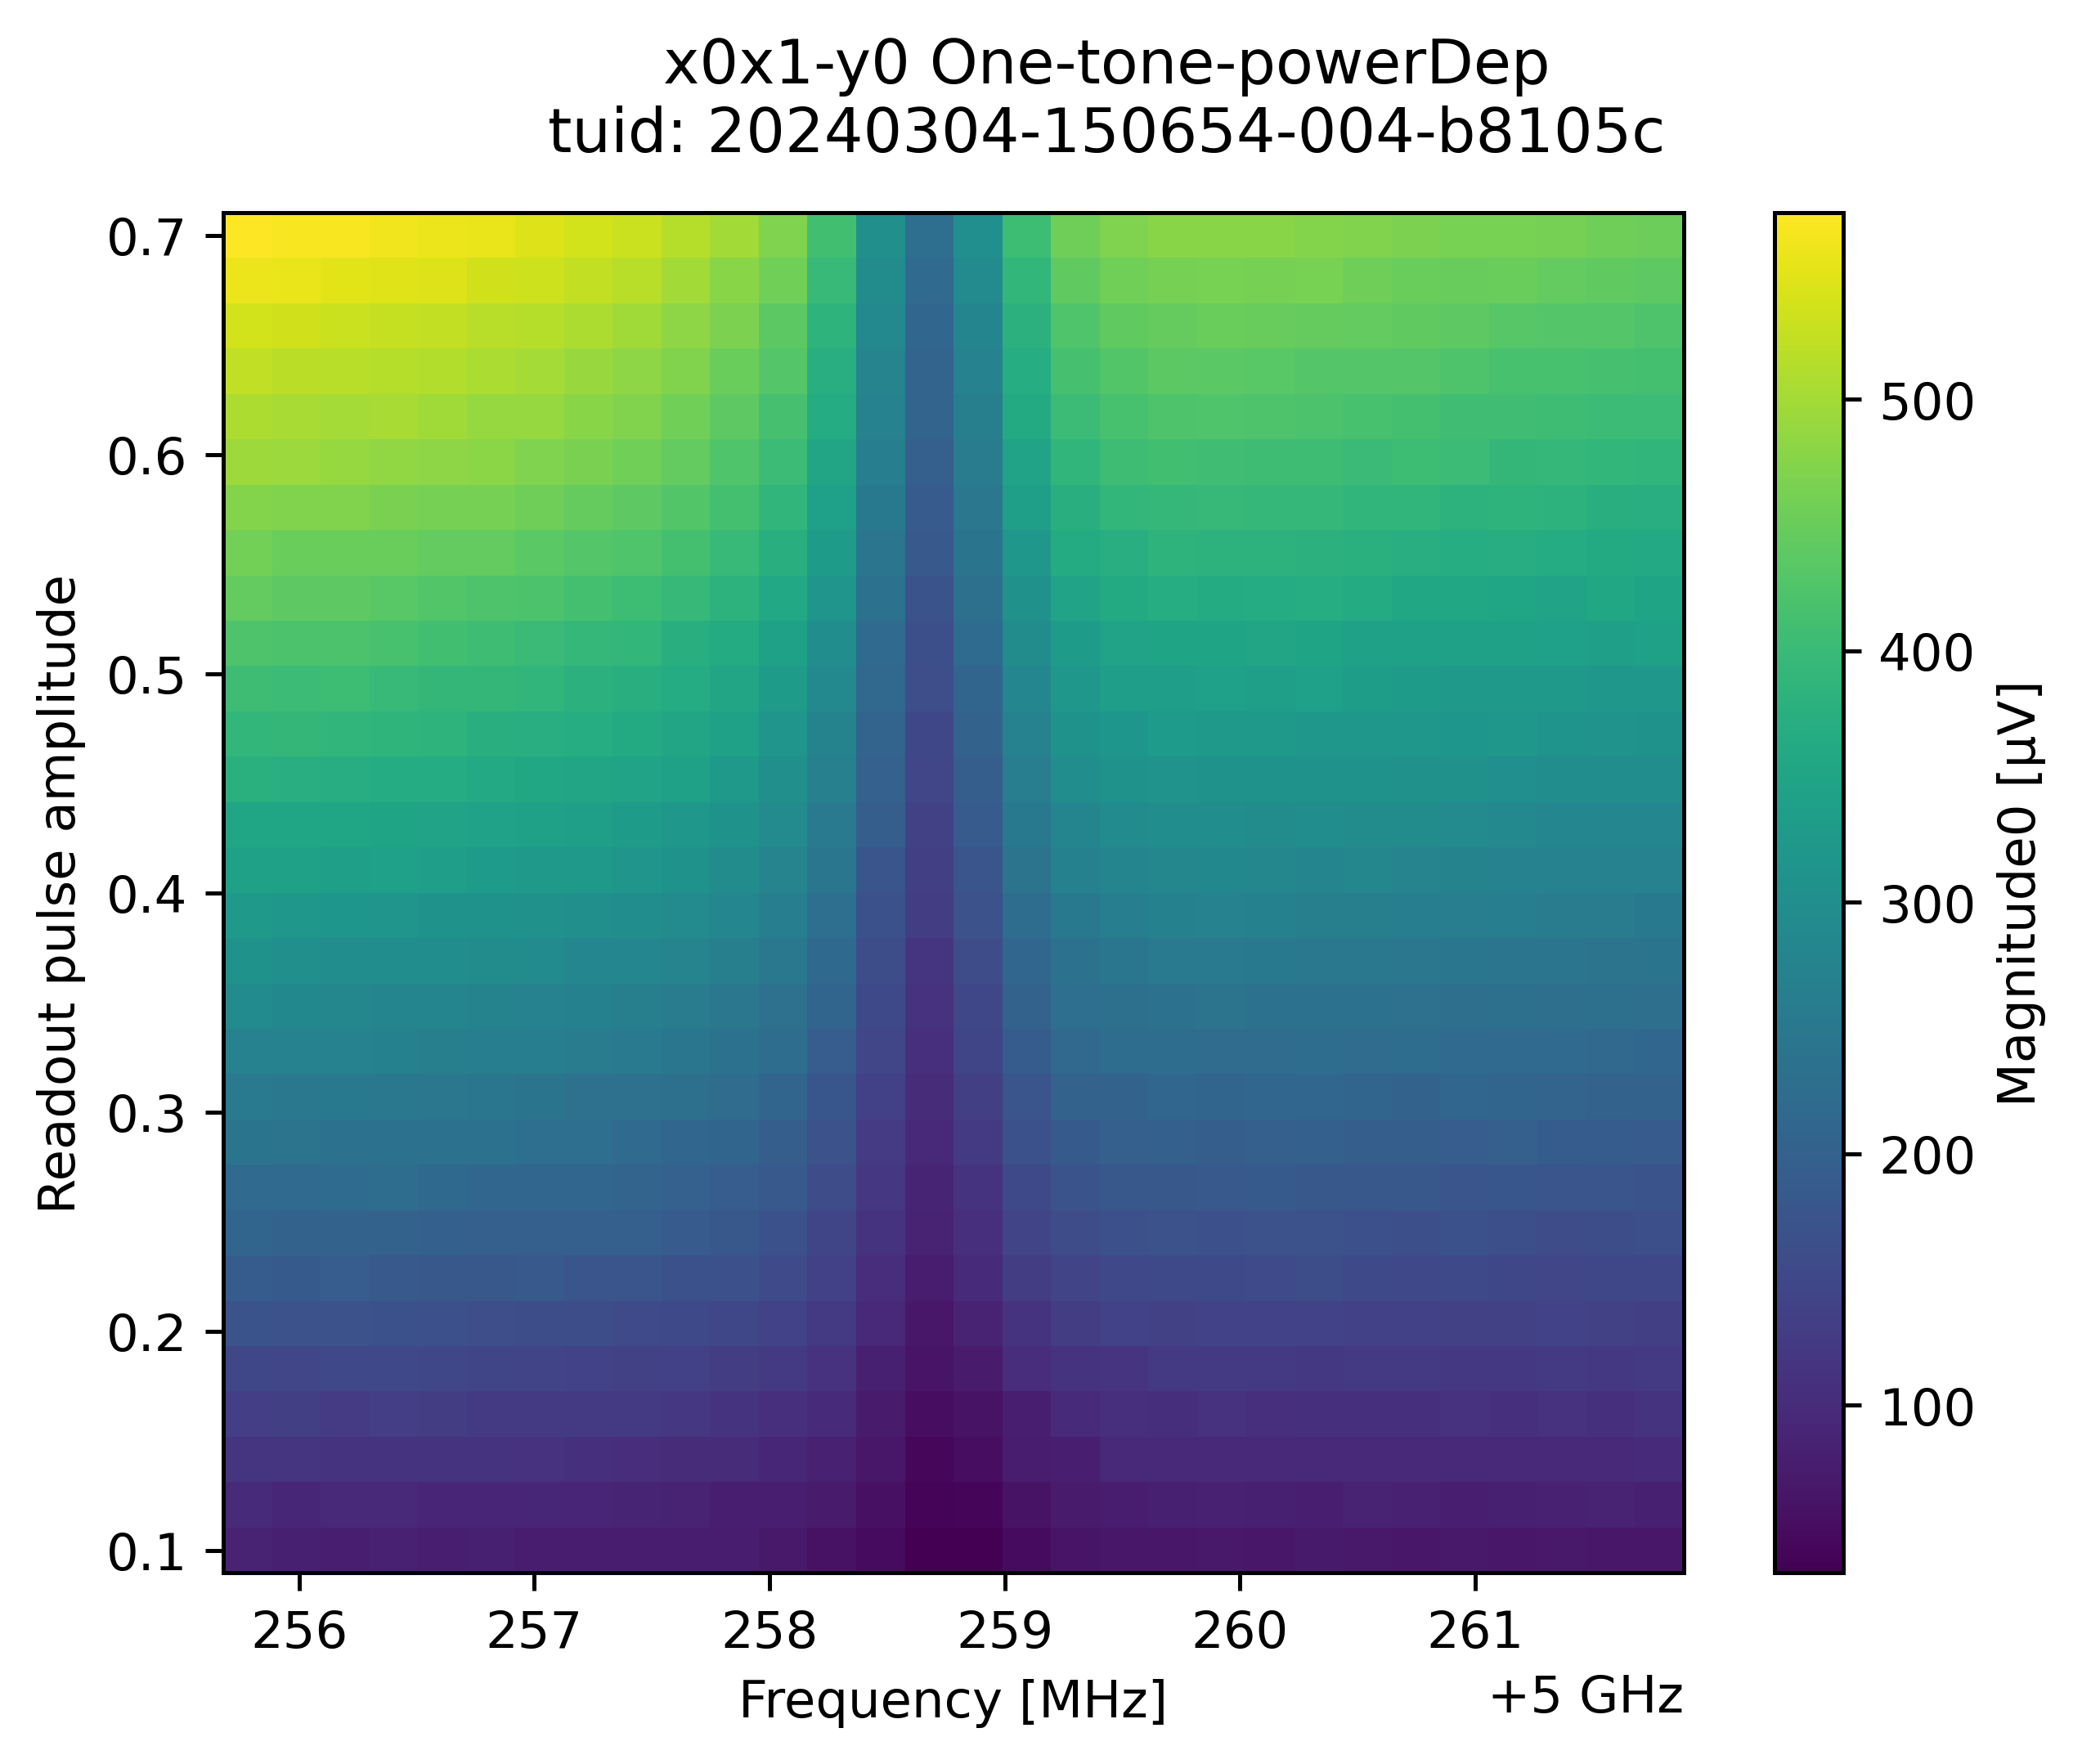 x0x1-y0 One-tone-powerDep
tuid: 20240304-150654-004-b8105c
Readout pulse amplitude
0.7
0.6
0.5
0.4
0.3
0.2
0.1
256 257 258 259 260 261
Frequency [MHz]
+5 GHz
500
400
300
200
100
Magnitude0 [µV]